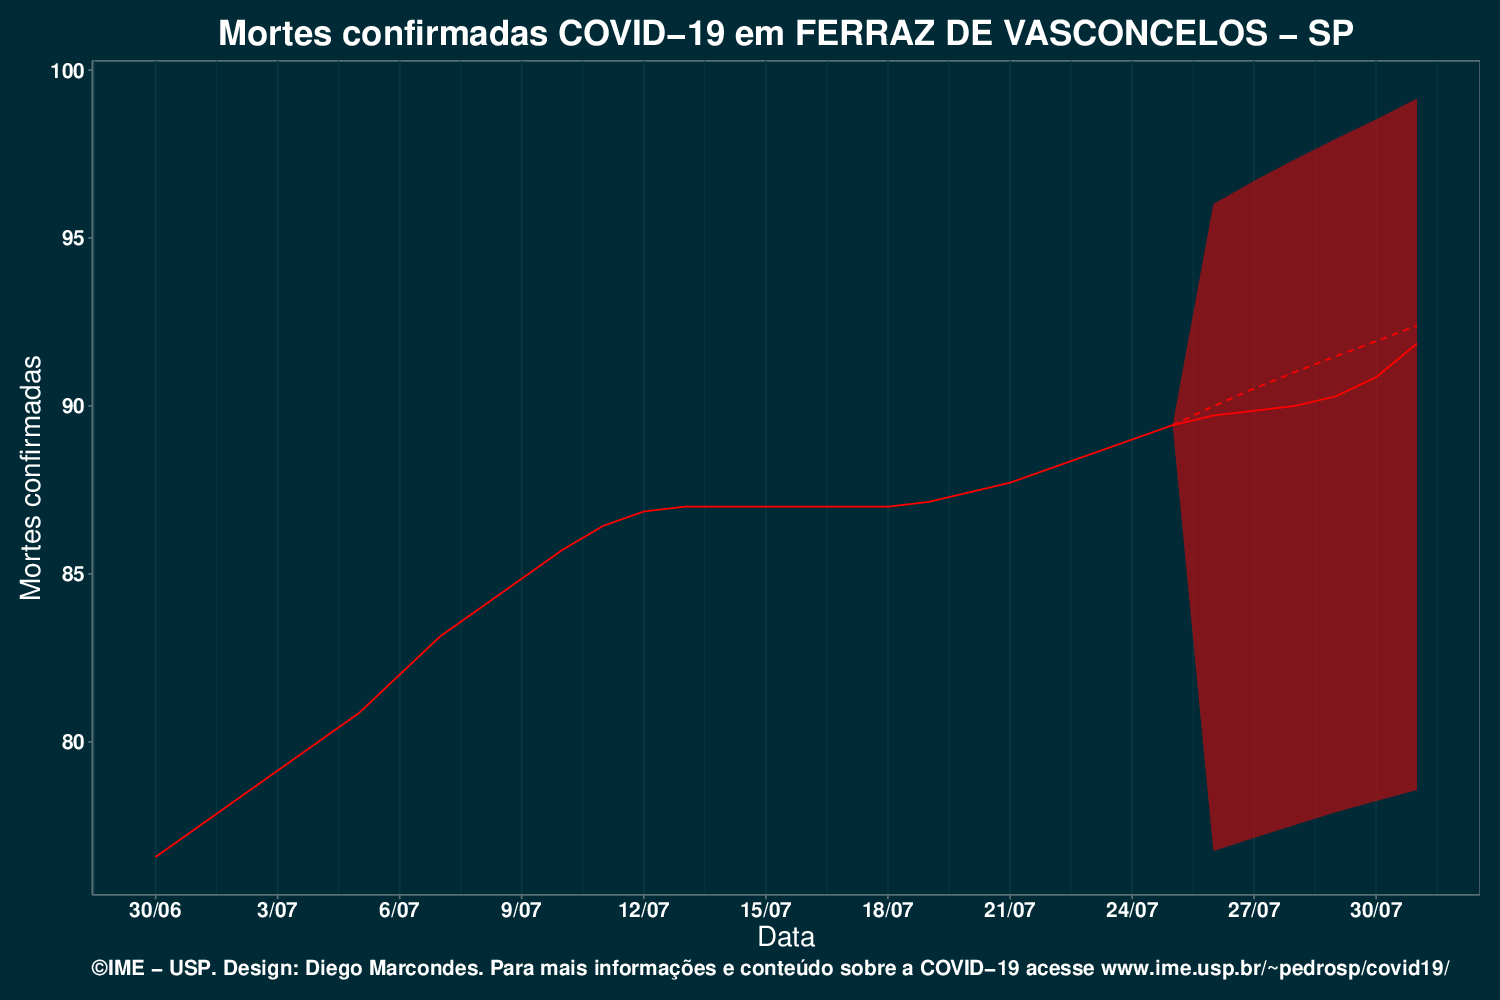 Mortes confirmadas COVID−19 em FERRAZ DE VASCONCELOS − SP
Mortes confirmadas
100
95
90
85
80
30/06 3/07 6/07 9/07 12/07 15/07 18/07 21/07 24/07 27/07 30/07
Data
©IME − USP. Design: Diego Marcondes. Para mais informações e conteúdo sobre a COVID−19 acesse www.ime.usp.br/~pedrosp/covid19/